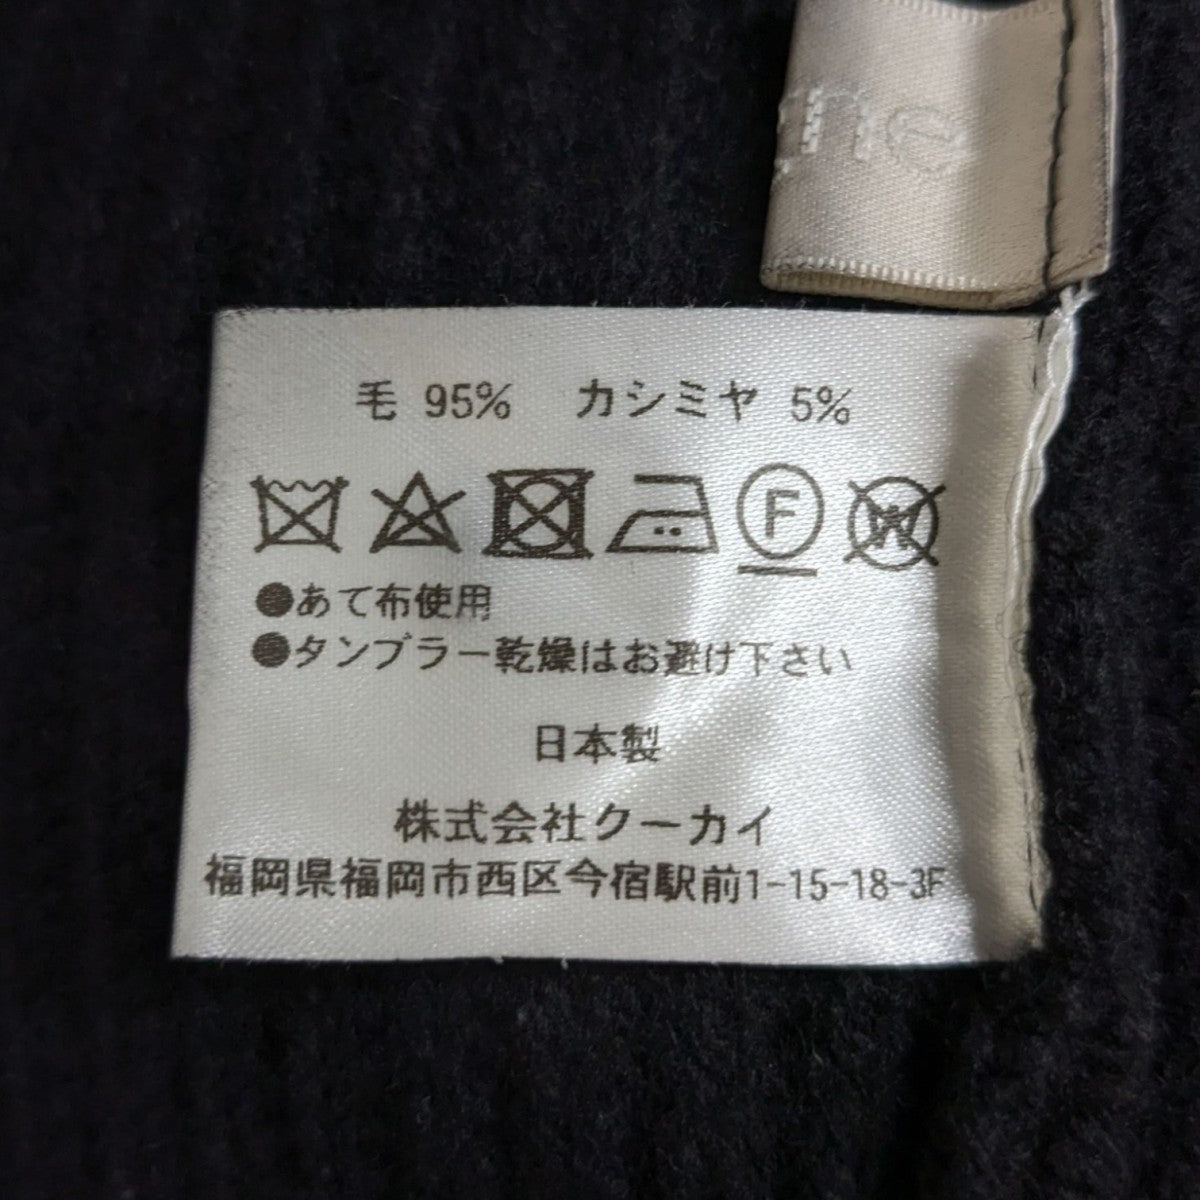 毛 95% カシミヤ 5%
F W
●あて布使用
●タンブラー乾燥はお避け下さい
日本製
株式会社クーカイ
福岡県福岡市西区今宿駅前1-15-18-3F